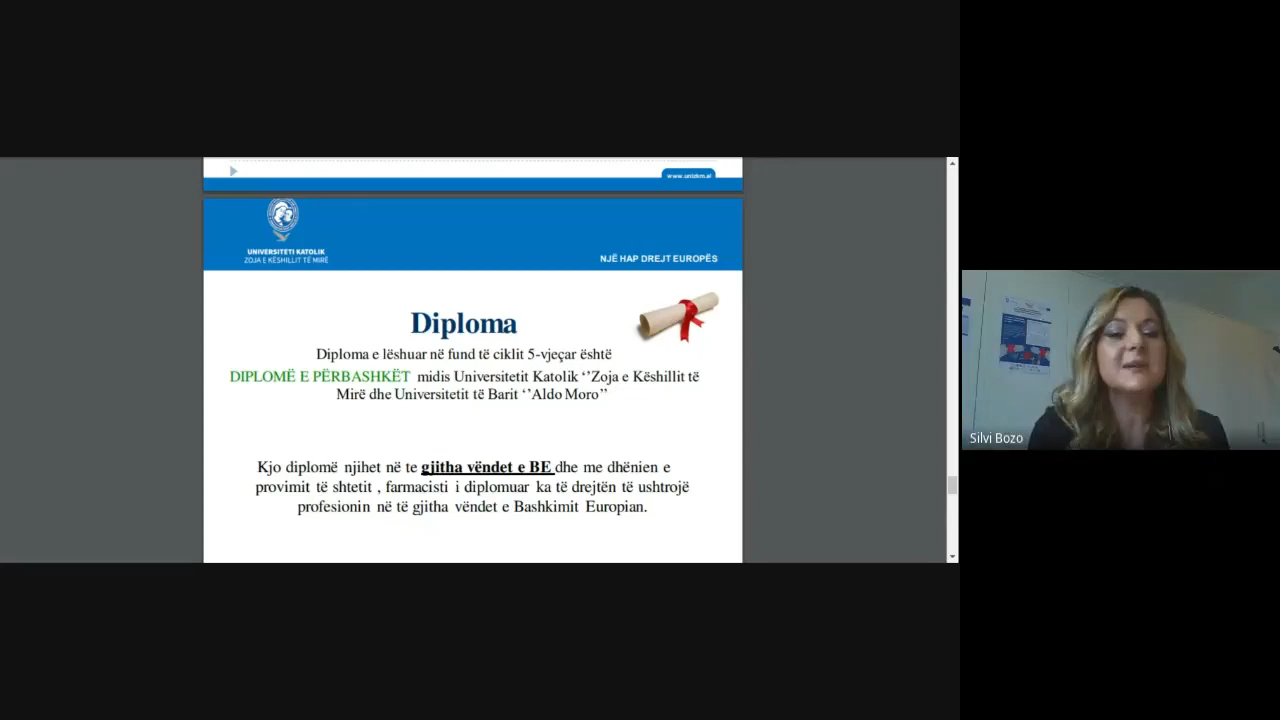 www.unizkm.al
UNIVERSITETI KATOLIK
ZOJA E KËSHILLIT TË MIRË
NJË HAP DREJT EUROPËS
Diploma
Diploma e lëshuar në fund të ciklit 5-vjeçar është
DIPLOMË E PËRBASHKËT midis Universitetit Katolik ‘’Zoja e Këshillit të
Mirë dhe Universitetit të Barit ‘’Aldo Moro’’
Kjo diplomë njihet në te gjitha vëndet e BE dhe me dhënien e
provimit të shtetit , farmacisti i diplomuar ka të drejtën të ushtrojë
profesionin në të gjitha vëndet e Bashkimit Europian.
Silvi Bozo